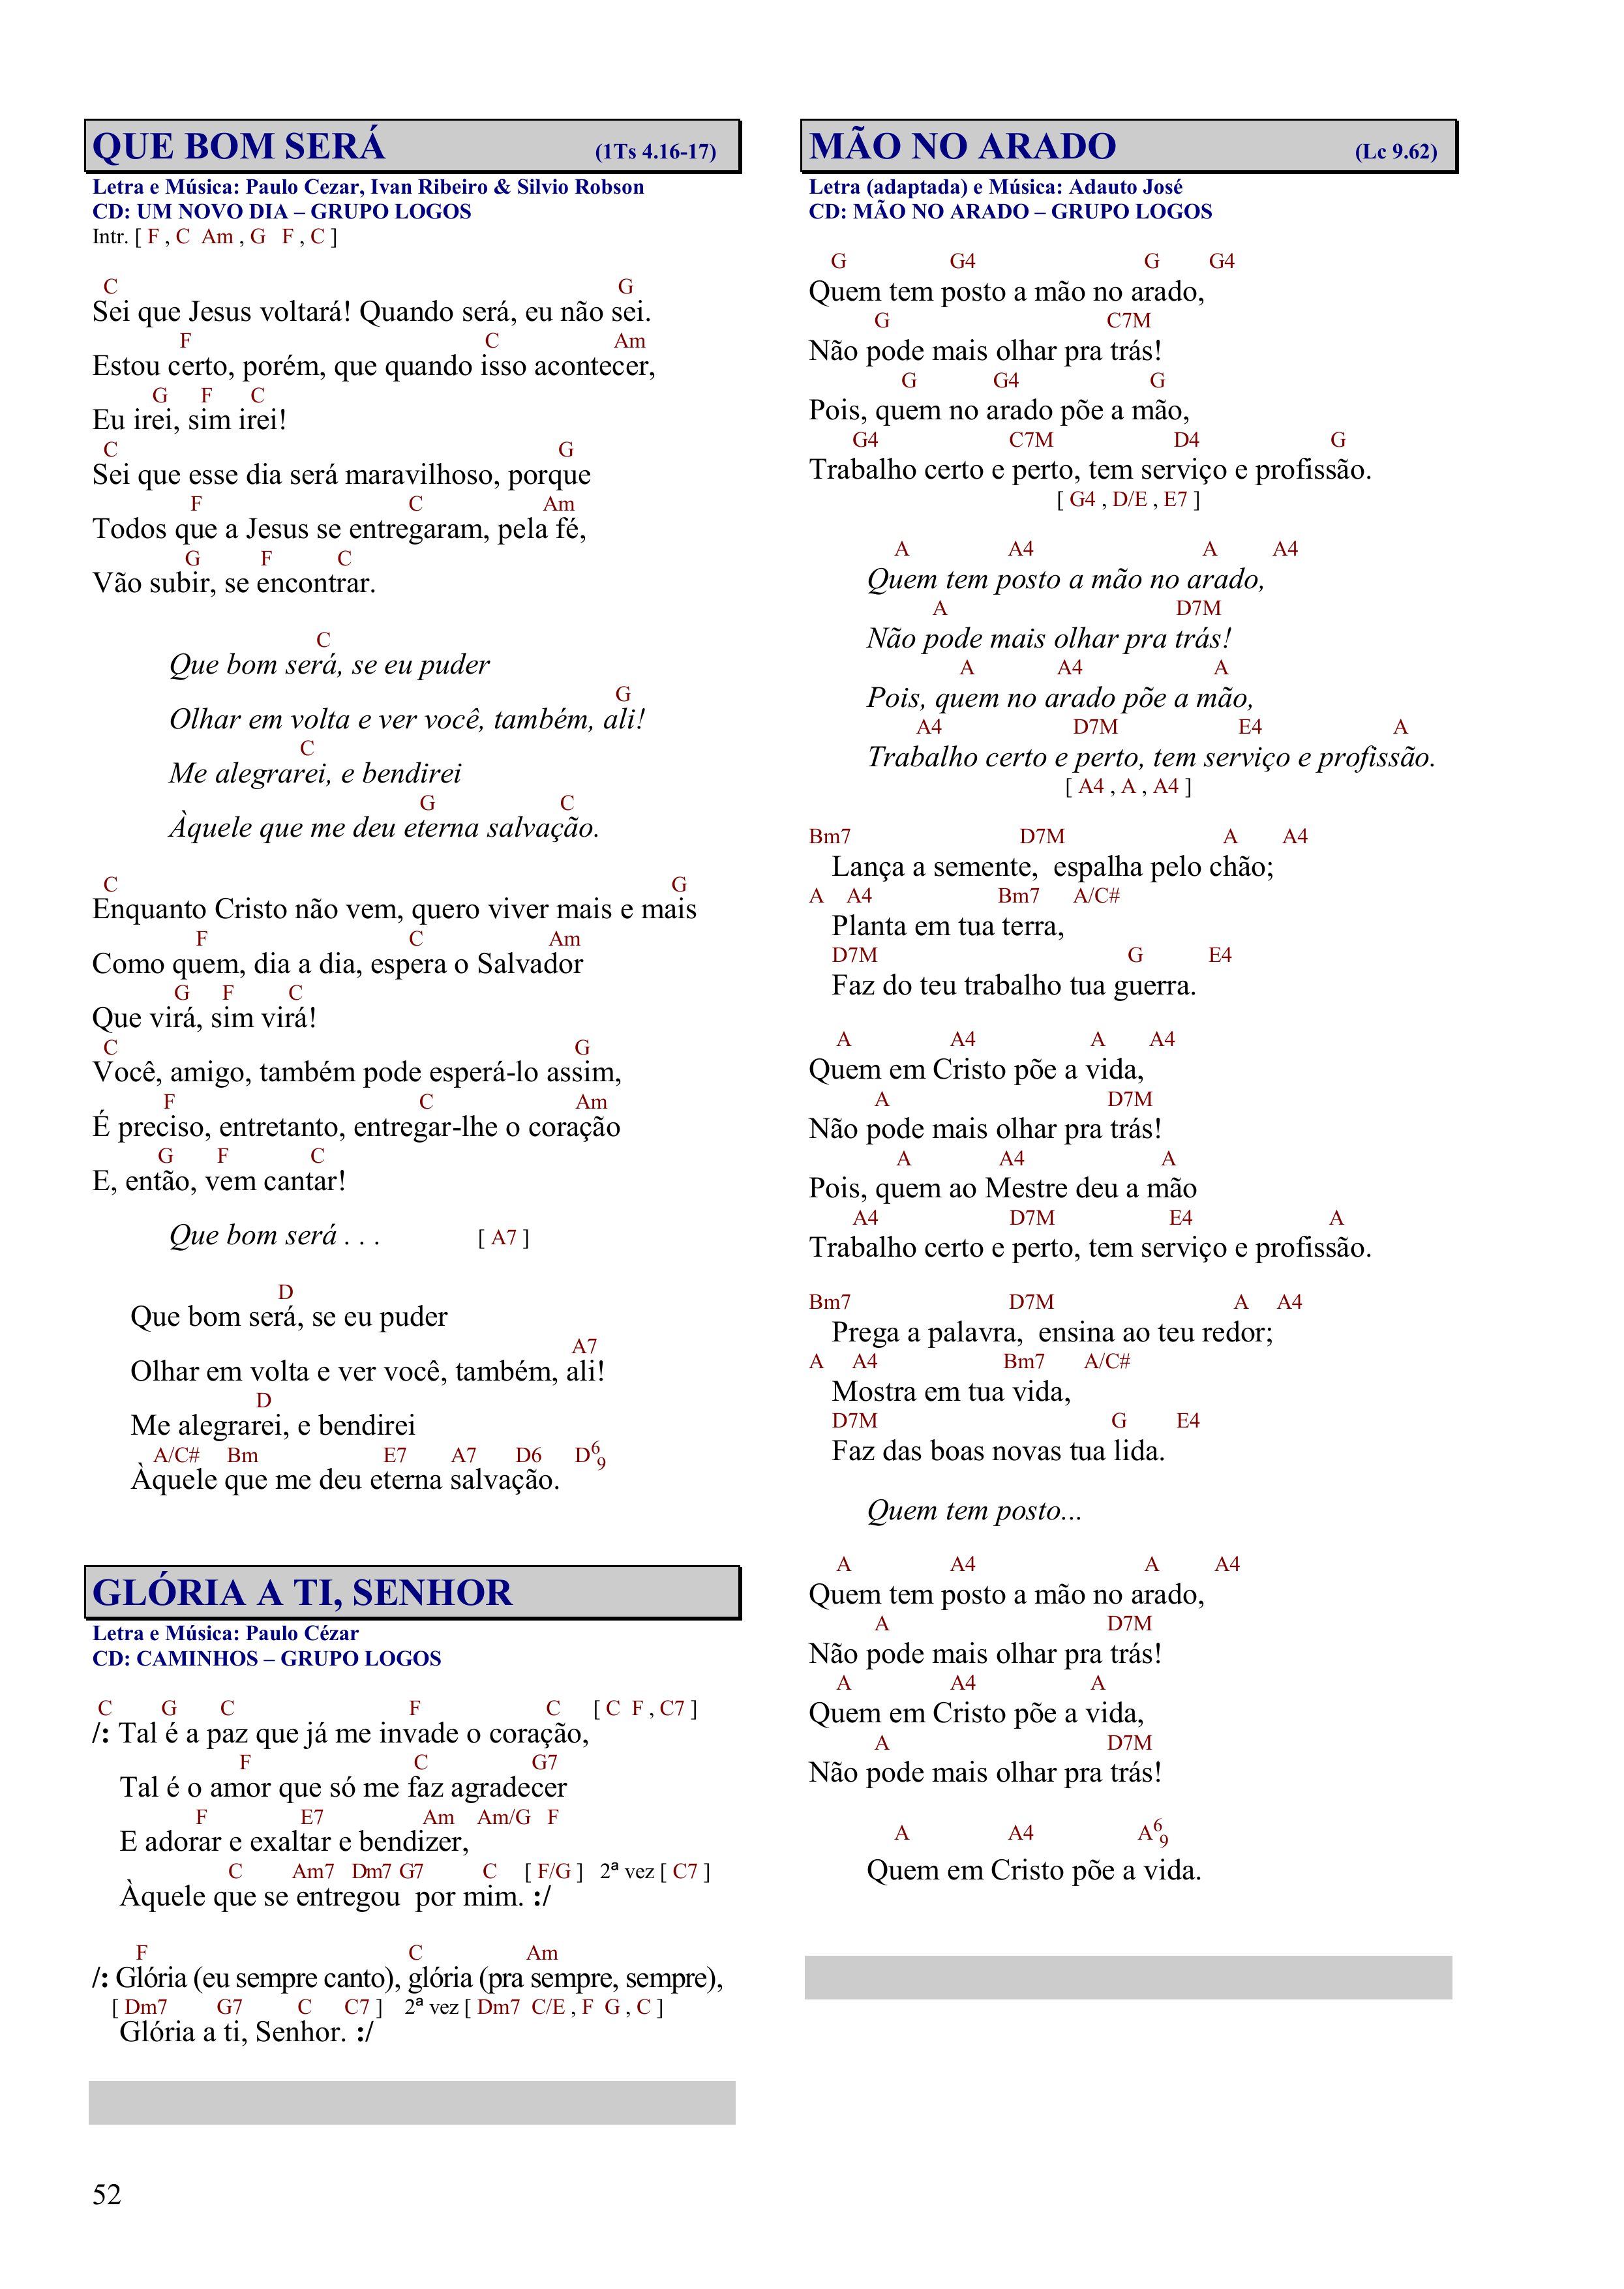 QUE BOM SERÁ (1Ts 4.16-17)
Letra e Música: Paulo Cezar, Ivan Ribeiro & Silvio Robson
CD: UM NOVO DIA – GRUPO LOGOS
Intr. [ F , C Am , G F , C ]
C G
Sei que Jesus voltará! Quando será, eu não sei.
F C Am
Estou certo, porém, que quando isso acontecer,
G F C
Eu irei, sim irei!
C G
Sei que esse dia será maravilhoso, porque
F C Am
Todos que a Jesus se entregaram, pela fé,
G F C
Vão subir, se encontrar.
C
Que bom será, se eu puder
G
Olhar em volta e ver você, também, ali!
C
Me alegrarei, e bendirei
G C
Àquele que me deu eterna salvação.
C G
Enquanto Cristo não vem, quero viver mais e mais
F C Am
Como quem, dia a dia, espera o Salvador
G F C
Que virá, sim virá!
C G
Você, amigo, também pode esperá-lo assim,
F C Am
É preciso, entretanto, entregar-lhe o coração
G F C
E, então, vem cantar!
Que bom será . . . [ A7 ]
D
Que bom será, se eu puder
A7
Olhar em volta e ver você, também, ali!
D
Me alegrarei, e bendirei
A/C# Bm E7 A7 D6 D6 9
Àquele que me deu eterna salvação.
GLÓRIA A TI, SENHOR
Letra e Música: Paulo Cézar
CD: CAMINHOS – GRUPO LOGOS
C G C F C [ C F , C7 ]
/: Tal é a paz que já me invade o coração,
F C G7
Tal é o amor que só me faz agradecer
F E7 Am Am/G F
E adorar e exaltar e bendizer,
C Am7 Dm7 G7 C [ F/G ] 2ª vez [ C7 ]
Àquele que se entregou por mim. :/
F C Am
/: Glória (eu sempre canto), glória (pra sempre, sempre),
[ Dm7 G7 C C7 ] 2ª vez [ Dm7 C/E , F G , C ]
Glória a ti, Senhor. :/
52
MÃO NO ARADO (Lc 9.62)
Letra (adaptada) e Música: Adauto José
CD: MÃO NO ARADO – GRUPO LOGOS
G G4 G G4
Quem tem posto a mão no arado,
G C7M
Não pode mais olhar pra trás!
G G4 G
Pois, quem no arado põe a mão,
G4 C7M D4 G
Trabalho certo e perto, tem serviço e profissão.
[ G4 , D/E , E7 ]
A A4 A A4
Quem tem posto a mão no arado,
A D7M
Não pode mais olhar pra trás!
A A4 A
Pois, quem no arado põe a mão,
A4 D7M E4 A
Trabalho certo e perto, tem serviço e profissão.
[ A4 , A , A4 ]
Bm7 D7M A A4
Lança a semente, espalha pelo chão;
A A4 Bm7 A/C#
Planta em tua terra,
D7M G E4
Faz do teu trabalho tua guerra.
A A4 A A4
Quem em Cristo põe a vida,
A D7M
Não pode mais olhar pra trás!
A A4 A
Pois, quem ao Mestre deu a mão
A4 D7M E4 A
Trabalho certo e perto, tem serviço e profissão.
Bm7 D7M A A4
Prega a palavra, ensina ao teu redor;
A A4 Bm7 A/C#
Mostra em tua vida,
D7M G E4
Faz das boas novas tua lida.
Quem tem posto...
A A4 A A4
Quem tem posto a mão no arado,
A D7M
Não pode mais olhar pra trás!
A A4 A
Quem em Cristo põe a vida,
A D7M
Não pode mais olhar pra trás!
A A4 A6 9
Quem em Cristo põe a vida.